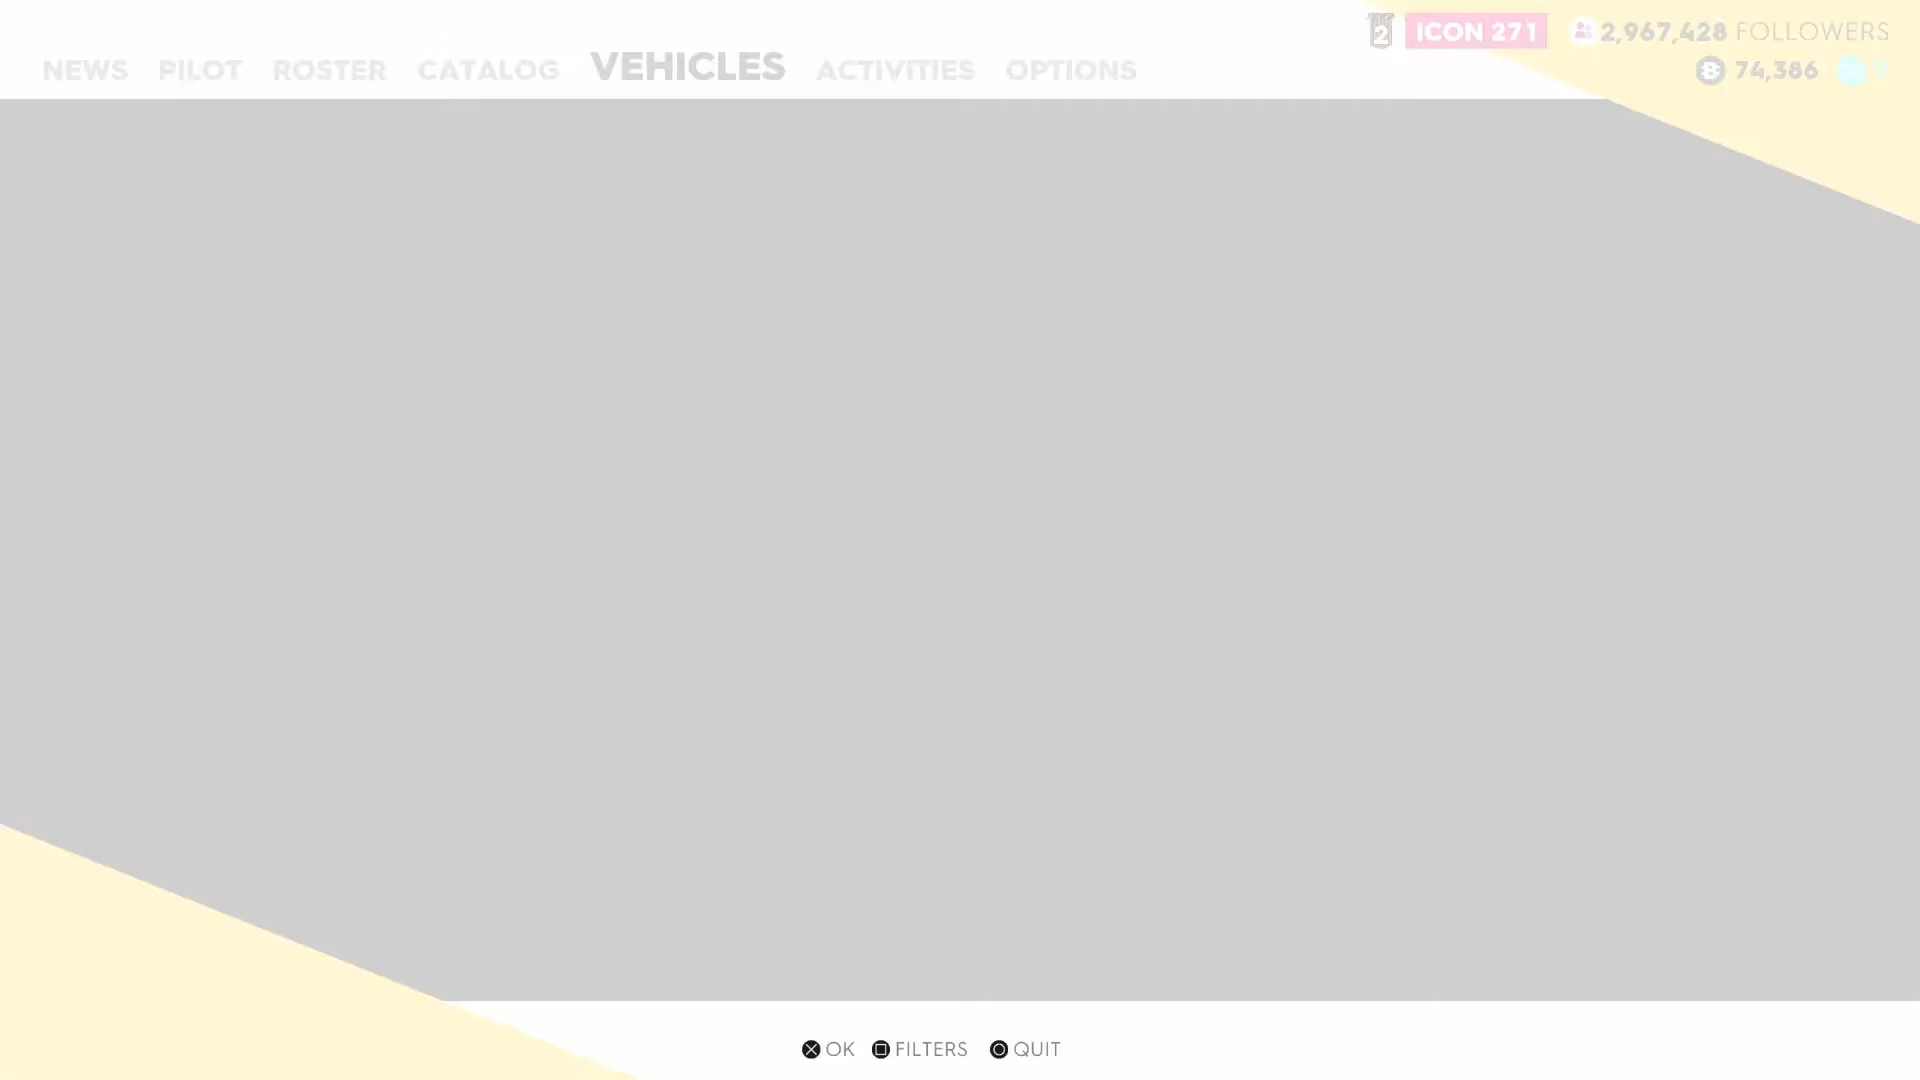 2 ICON 271 2,967,428 FOLLOWERS
NEWS PILOT ROSTER CATALOG VEHICLES ACTIVITIES OPTIONS 74,386
OK FILTERS QUIT